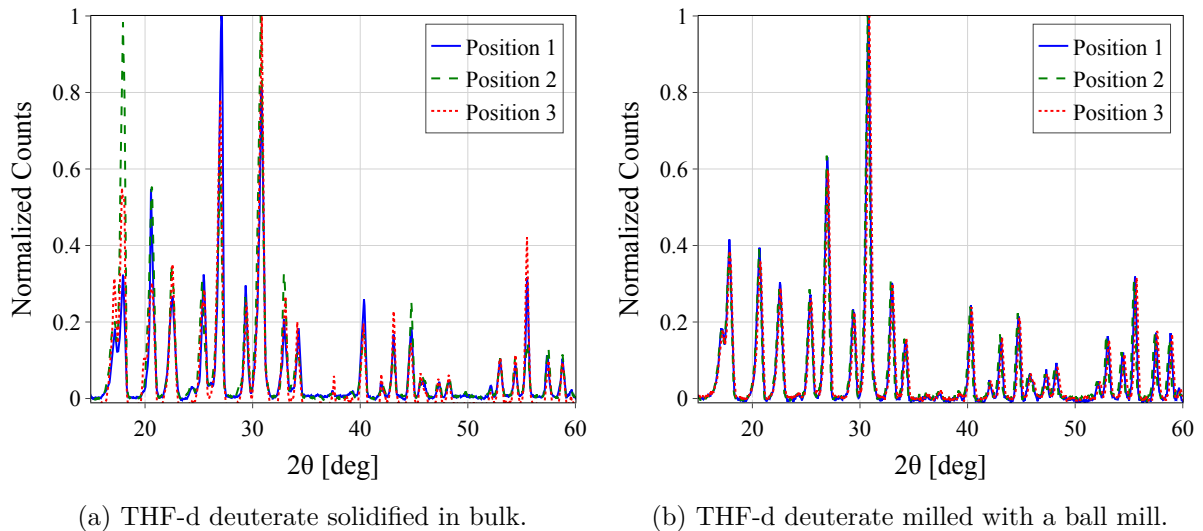 1
0.8
0.6
0.4
0.2
0
20 30 40 50 60
Normalized Counts
2θ [deg]
Position 1
Position 2
Position 3
(a) THF-d deuterate solidified in bulk.
1
0.8
0.6
0.4
0.2
0
20 30 40 50 60
Normalized Counts
2θ [deg]
Position 1
Position 2
Position 3
(b) THF-d deuterate milled with a ball mill.